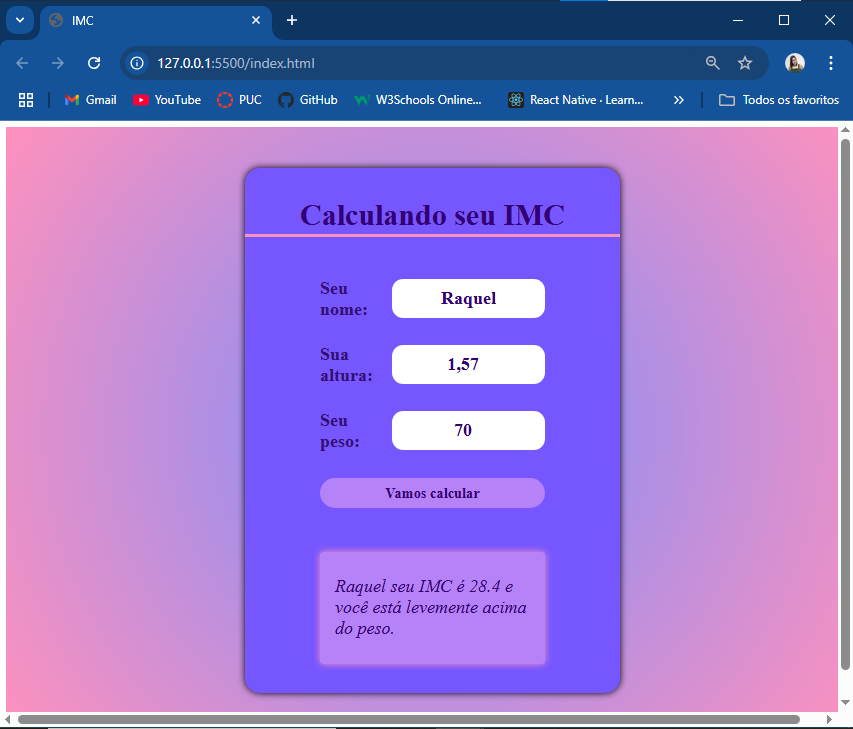 IMC
127.0.0.1:5500/index.html
Gmail
YouTube
PUC
GitHub
W3Schools Online...
React Native · Learn...
Todos os favoritos
Calculando seu IMC
Seu
nome:
Raquel
Sua
altura:
1,57
Seu
peso:
70
Vamos calcular
Raquel seu IMC é 28.4 e
você está levemente acima
do peso.